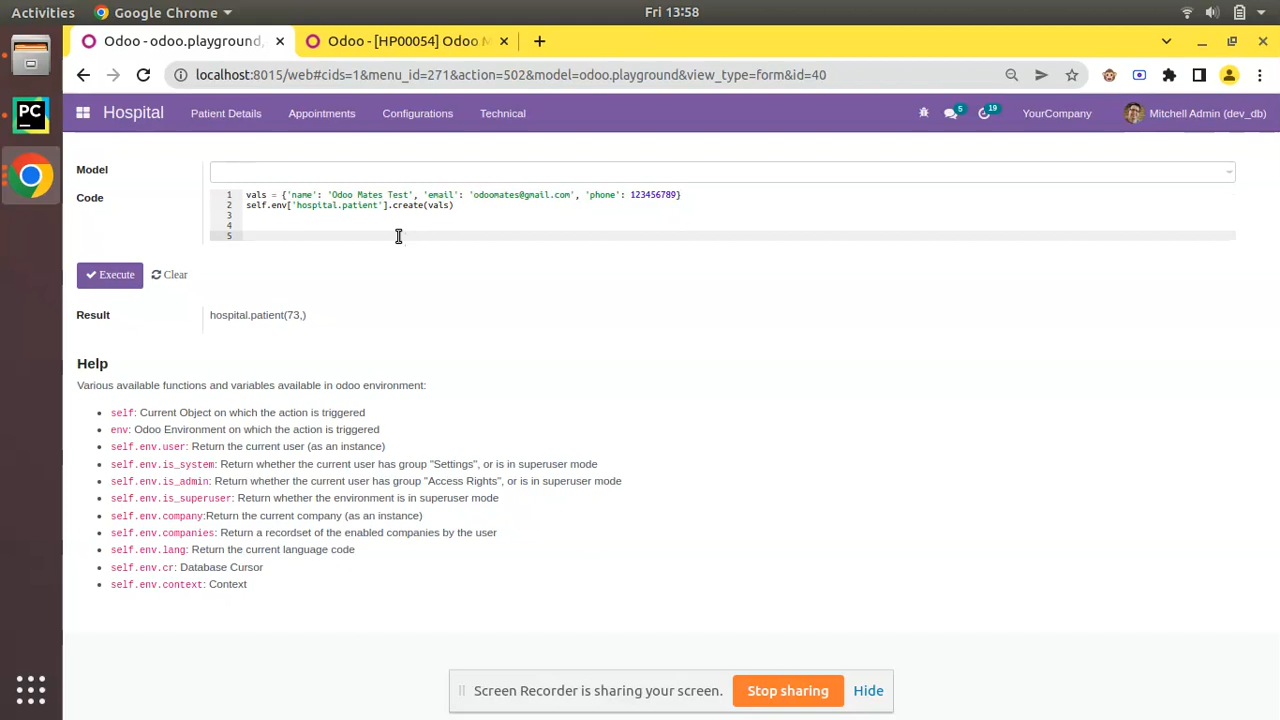 Activities Google Chrome Fri 13:58
Odoo - odoo.playground, Odoo - [HP00054] Odoo M
localhost:8015/web#cids=1&menu_id=271&action=502&model=odoo.playground&view_type=form&id=40
Hospital Patient Details Appointments Configurations Technical 5 19 YourCompany Mitchell Admin (dev_db)
Model
Code
1 vals = {'name': 'Odoo Mates Test', 'email': 'odoomates@gmail.com', 'phone': 123456789}
2 self.env['hospital.patient'].create(vals)
3
4
5
Execute Clear
Result hospital.patient(73,)
Help
Various available functions and variables available in odoo environment:
• self: Current Object on which the action is triggered
• env: Odoo Environment on which the action is triggered
• self.env.user: Return the current user (as an instance)
• self.env.is_system: Return whether the current user has group "Settings", or is in superuser mode
• self.env.is_admin: Return whether the current user has group "Access Rights", or is in superuser mode
• self.env.is_superuser: Return whether the environment is in superuser mode
• self.env.company:Return the current company (as an instance)
• self.env.companies: Return a recordset of the enabled companies by the user
• self.env.lang: Return the current language code
• self.env.cr: Database Cursor
• self.env.context: Context
Screen Recorder is sharing your screen. Stop sharing Hide
PC